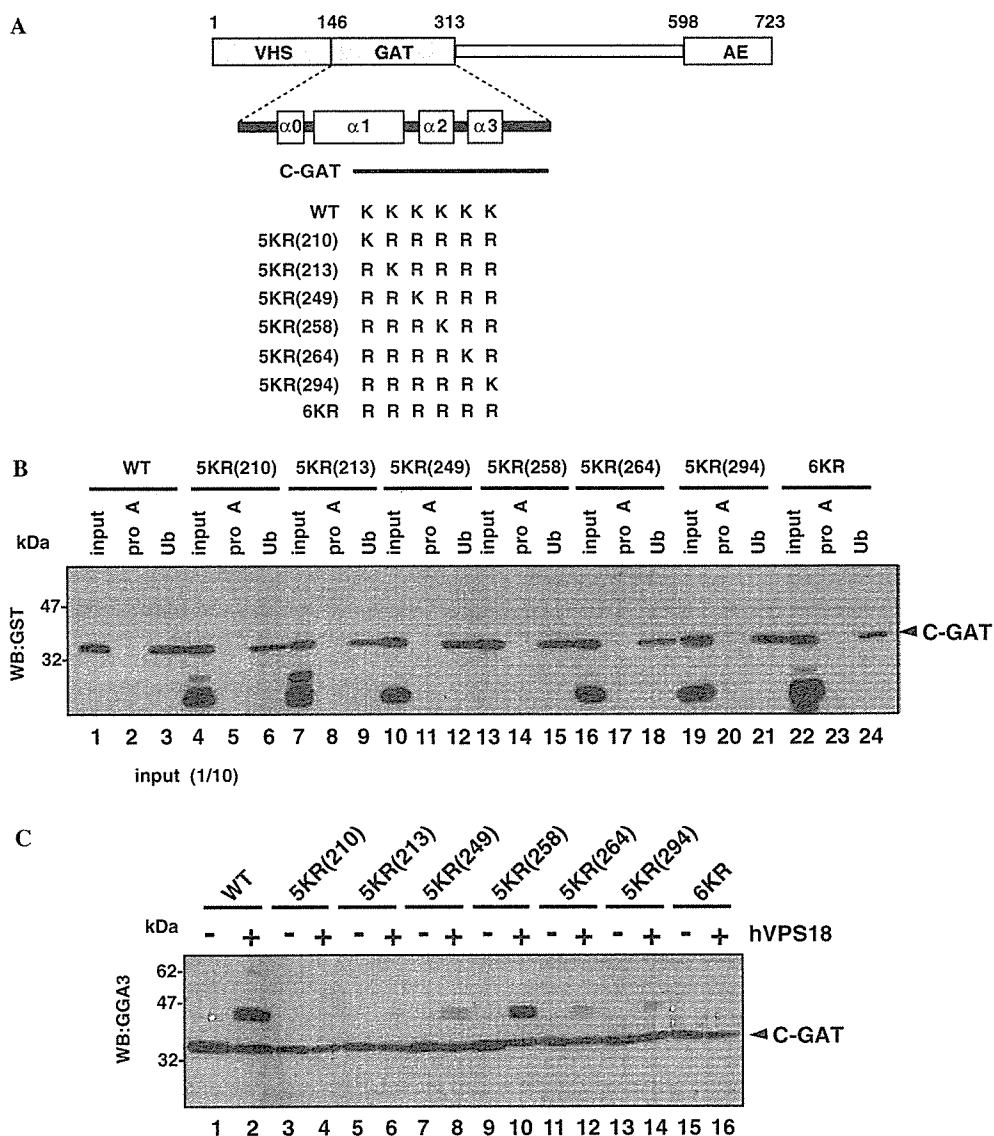 A
1 146 313 598 723
VHS GAT AE
α0 α1 α2 α3
C-GAT
WT K K K K K K
5KR(210) K R R R R R
5KR(213) R K R R R R
5KR(249) R R K R R R
5KR(258) R R R K R R
5KR(264) R R R R K R
5KR(294) R R R R R K
6KR R R R R R R
B
WT 5KR(210) 5KR(213) 5KR(249) 5KR(258) 5KR(264) 5KR(294) 6KR
kDa input pro A Ub input pro A Ub input pro A Ub input pro A Ub input pro A Ub input pro A Ub input pro A Ub input pro A Ub
WB:GST
47-
32-
C-GAT
1 2 3 4 5 6 7 8 9 10 11 12 13 14 15 16 17 18 19 20 21 22 23 24
input (1/10)
C
WT 5KR(210) 5KR(213) 5KR(249) 5KR(258) 5KR(264) 5KR(294) 6KR
kDa - + - + - + - + - + - + - + - + hVPS18
WB:GGA3
62-
47-
32-
C-GAT
1 2 3 4 5 6 7 8 9 10 11 12 13 14 15 16